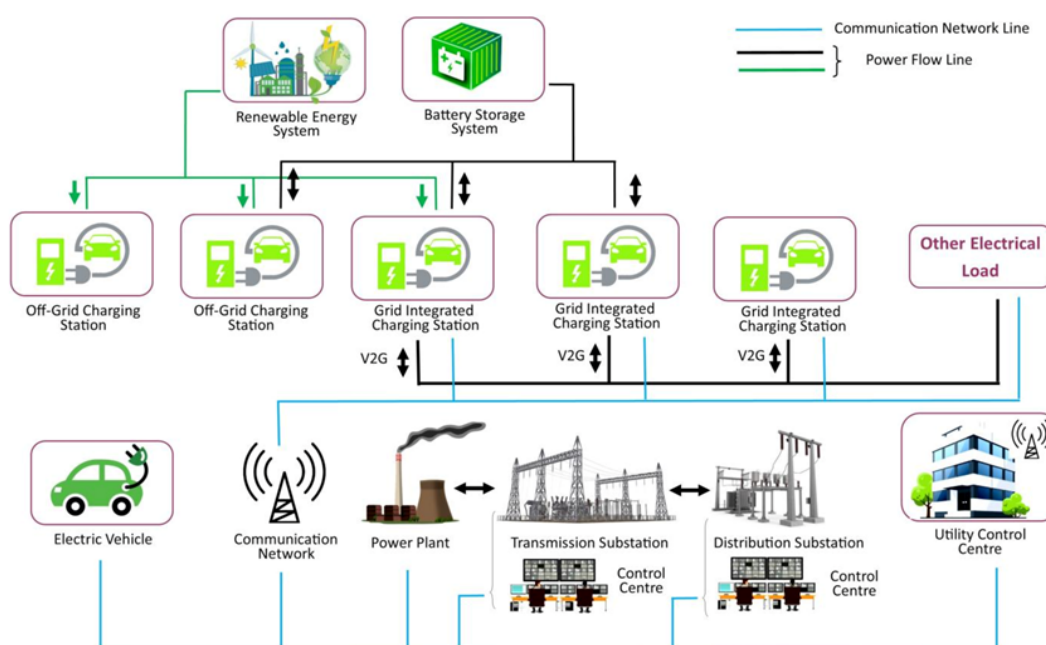 Communication Network Line
Power Flow Line
Renewable Energy
System
Battery Storage
System
Other Electrical
Load
Off-Grid Charging
Station
Off-Grid Charging
Station
Grid Integrated
Charging Station
Grid Integrated
Charging Station
Grid Integrated
Charging Station
V2G
V2G
V2G
Electric Vehicle
Communication
Network
Power Plant
Transmission Substation
Distribution Substation
Utility Control
Centre
Control
Centre
Control
Centre